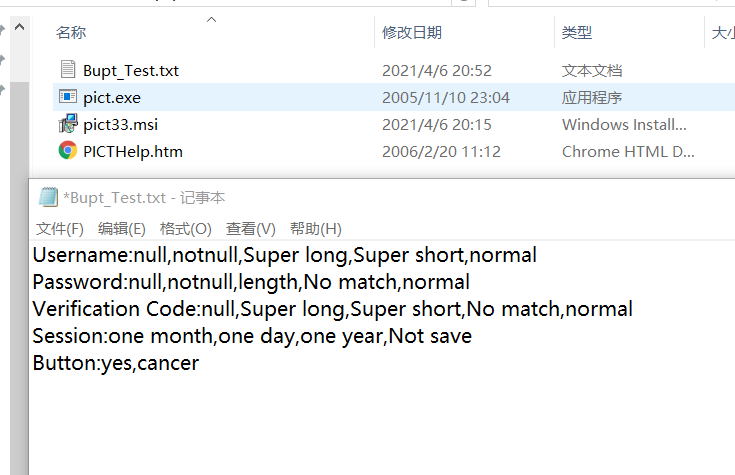 名称 修改日期 类型 大小
Bupt_Test.txt 2021/4/6 20:52 文本文档
pict.exe 2005/11/10 23:04 应用程序
pict33.msi 2021/4/6 20:15 Windows Install...
PICTHelp.htm 2006/2/20 11:12 Chrome HTML D...
*Bupt_Test.txt - 记事本
文件(F) 编辑(E) 格式(O) 查看(V) 帮助(H)
Username:null,notnull,Super long,Super short,normal
Password:null,notnull,length,No match,normal
Verification Code:null,Super long,Super short,No match,normal
Session:one month,one day,one year,Not save
Button:yes,cancer